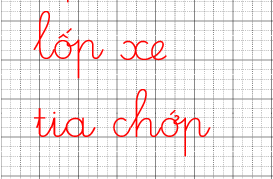 lốp xe
tia chớp